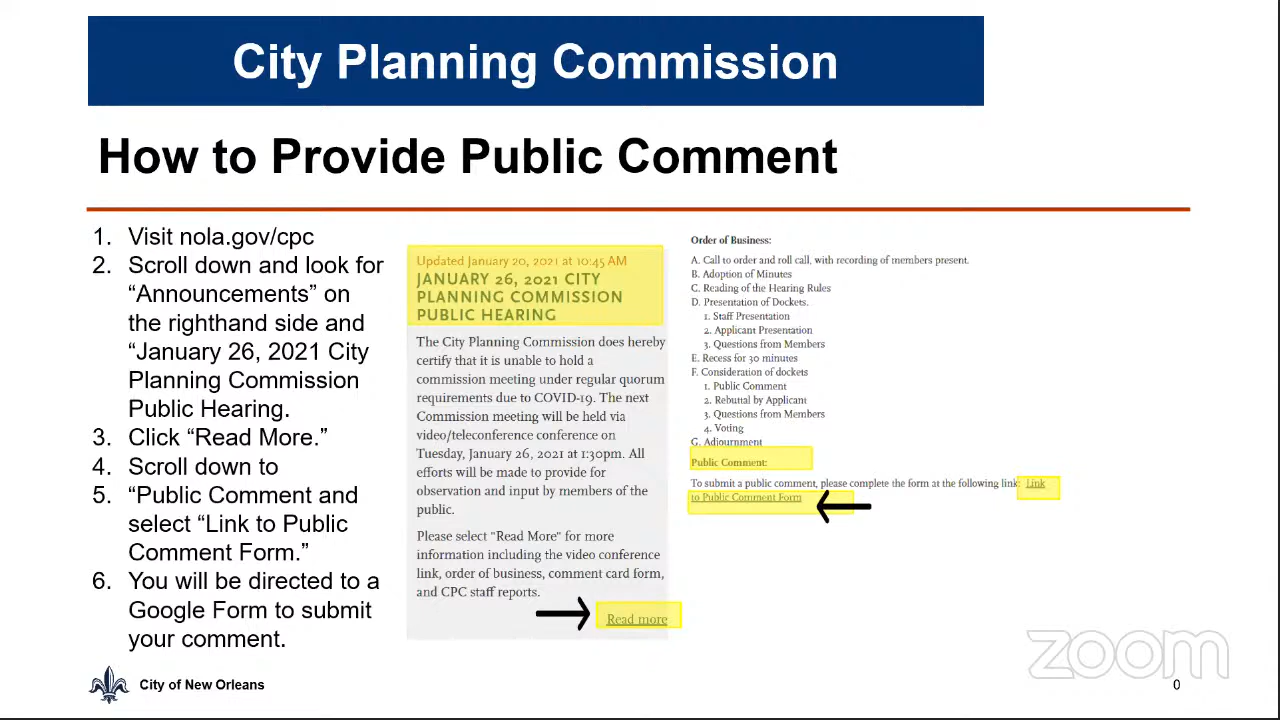 City Planning Commission
How to Provide Public Comment
1. Visit nola.gov/cpc
2. Scroll down and look for
“Announcements” on
the righthand side and
“January 26, 2021 City
Planning Commission
Public Hearing.
3. Click “Read More.”
4. Scroll down to
5. “Public Comment and
select “Link to Public
Comment Form.”
6. You will be directed to a
Google Form to submit
your comment.
Updated January 20, 2021 at 10:45 AM
JANUARY 26, 2021 CITY
PLANNING COMMISSION
PUBLIC HEARING
The City Planning Commission does hereby
certify that it is unable to hold a
commission meeting under regular quorum
requirements due to COVID-19. The next
Commission meeting will be held via
video/teleconference conference on
Tuesday, January 26, 2021 at 1:30pm. All
efforts will be made to provide for
observation and input by members of the
public.
Please select "Read More" for more
information including the video conference
link, order of business, comment card form,
and CPC staff reports.
Read more
Order of Business:
A. Call to order and roll call, with recording of members present.
B. Adoption of Minutes
C. Reading of the Hearing Rules
D. Presentation of Dockets.
1. Staff Presentation
2. Applicant Presentation
3. Questions from Members
E. Recess for 30 minutes
F. Consideration of dockets
1. Public Comment
2. Rebuttal by Applicant
3. Questions from Members
4. Voting
G. Adjournment
Public Comment:
To submit a public comment, please complete the form at the following link: Link
to Public Comment Form
zoom
City of New Orleans
0